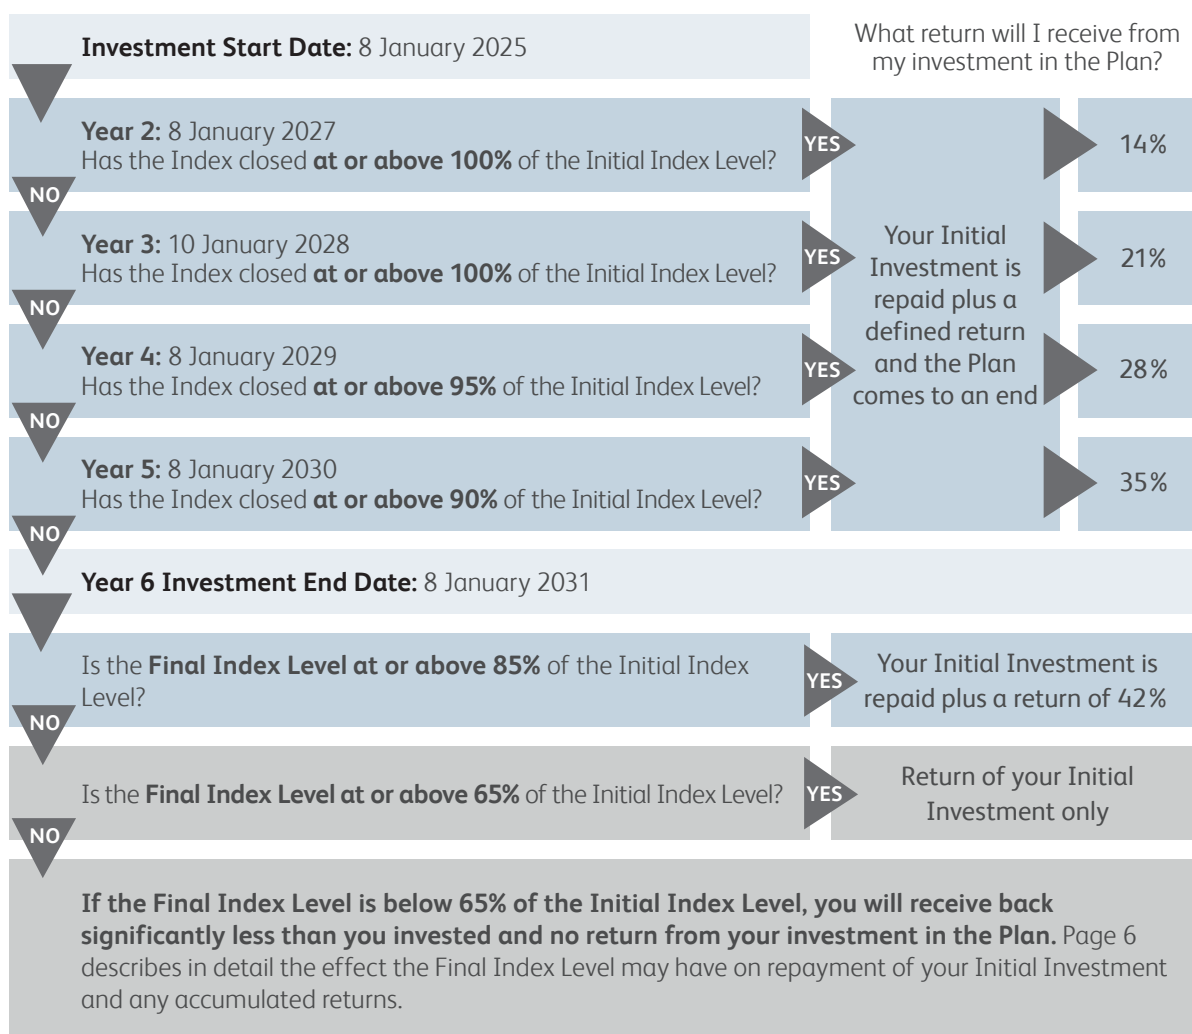 Investment Start Date: 8 January 2025
What return will I receive from
my investment in the Plan?
Year 2: 8 January 2027
Has the Index closed at or above 100% of the Initial Index Level?
YES
14%
NO
Year 3: 10 January 2028
Has the Index closed at or above 100% of the Initial Index Level?
YES
21%
NO
Year 4: 8 January 2029
Has the Index closed at or above 95% of the Initial Index Level?
YES
28%
NO
Year 5: 8 January 2030
Has the Index closed at or above 90% of the Initial Index Level?
YES
35%
Your Initial
Investment is
repaid plus a
defined return
and the Plan
comes to an end
NO
Year 6 Investment End Date: 8 January 2031
Is the Final Index Level at or above 85% of the Initial Index
Level?
YES
Your Initial Investment is
repaid plus a return of 42%
NO
Is the Final Index Level at or above 65% of the Initial Index Level?
YES
Return of your Initial
Investment only
NO
If the Final Index Level is below 65% of the Initial Index Level, you will receive back
significantly less than you invested and no return from your investment in the Plan. Page 6
describes in detail the effect the Final Index Level may have on repayment of your Initial Investment
and any accumulated returns.